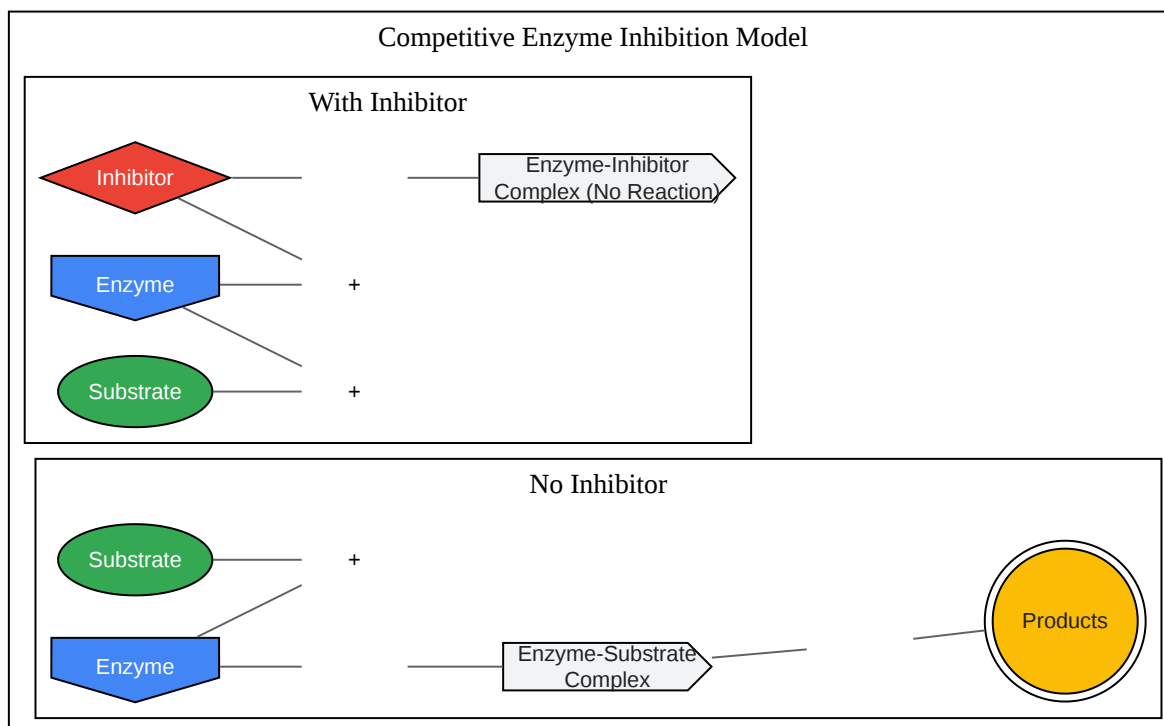 Competitive Enzyme Inhibition Model
With Inhibitor
Inhibitor
Enzyme-Inhibitor
Complex (No Reaction)
Enzyme
+
Substrate
+
No Inhibitor
Substrate
+
Enzyme
Enzyme-Substrate
Complex
Products